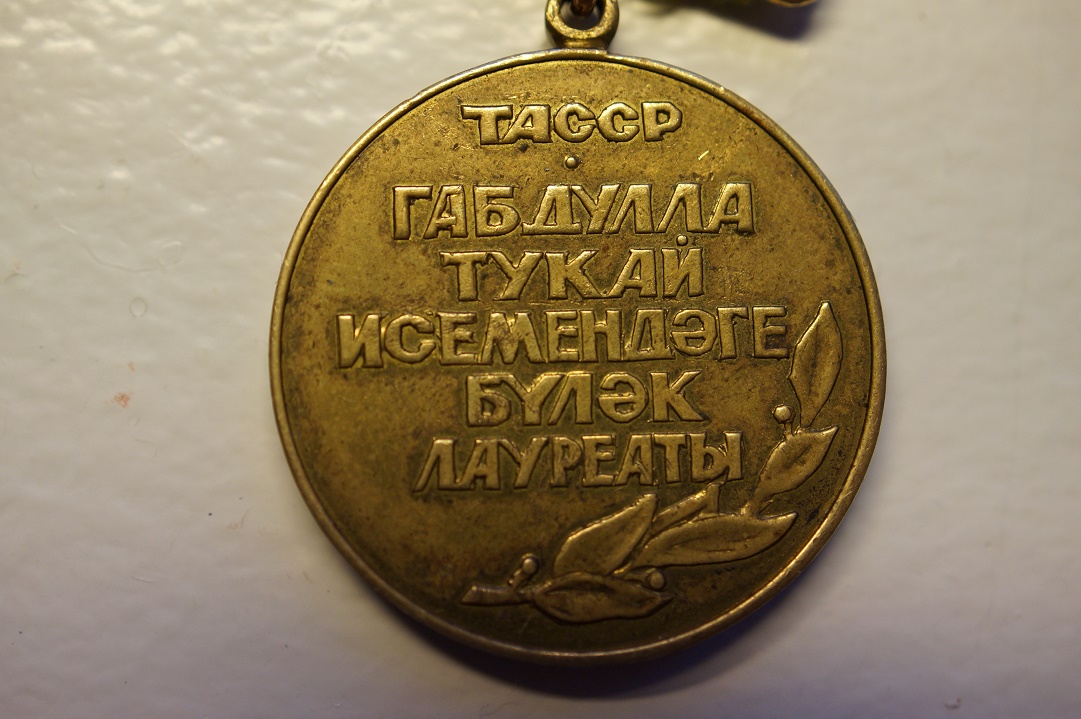 ТАССР
ГАБДУЛЛА
ТУКАЙ
ИСЕМЕНДӘГЕ
БҮЛӘК
ЛАУРЕАТЫ